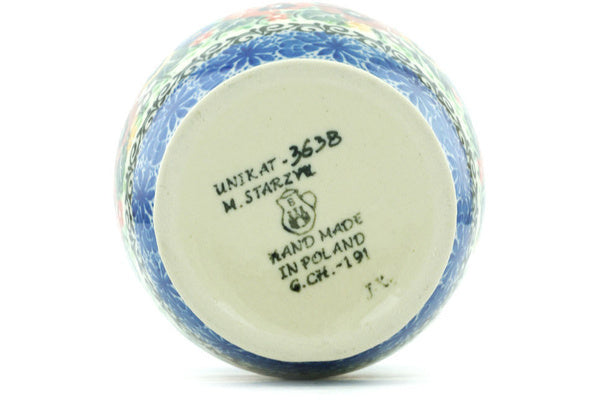 UNIKAT-3638
M. STARZYK
B
HAND MADE
IN POLAND
G.CH.-191
J.K.